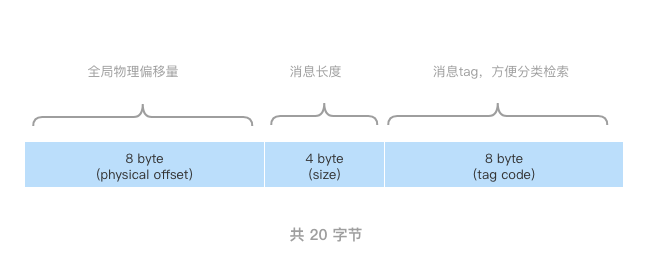 全局物理偏移量
消息长度
消息tag，方便分类检索
8 byte
(physical offset)
4 byte
(size)
8 byte
(tag code)
共 20 字节